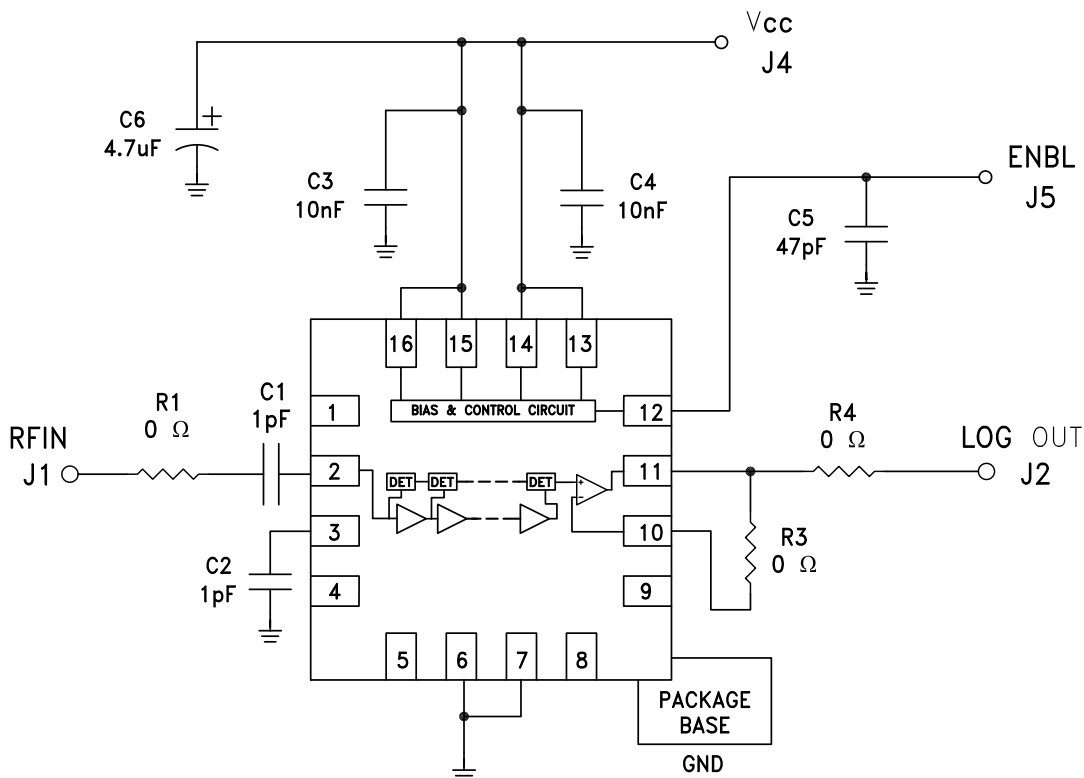 Vcc
J4
C6
+
4.7uF
C3
10nF
C4
10nF
ENBL
J5
C5
47pF
16
15
14
13
BIAS & CONTROL CIRCUIT
1
12
RFIN
J1
R1
0 Ω
C1
1pF
2
11
R4
0 Ω
LOG OUT
J2
DET
DET
DET
+
-
3
10
R3
0 Ω
C2
1pF
4
9
5
6
7
8
PACKAGE
BASE
GND